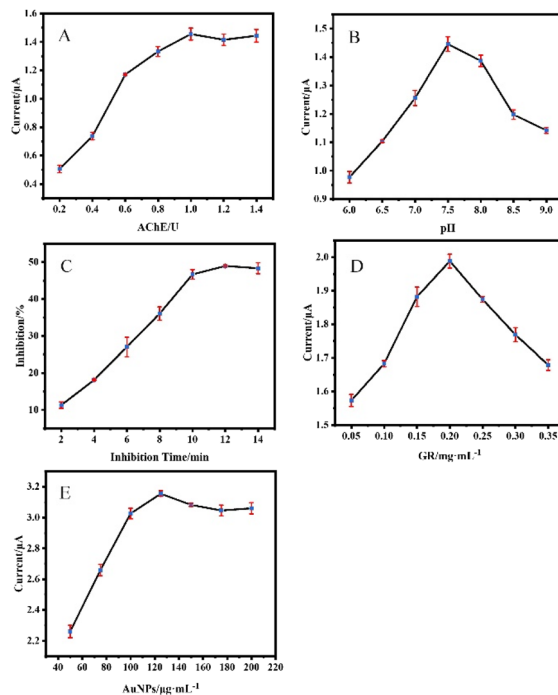 A
Current/μA
1.6
1.4
1.2
1.0
0.8
0.6
0.4
0.2 0.4 0.6 0.8 1.0 1.2 1.4
AChE/U
B
Current/μA
1.6
1.5
1.4
1.3
1.2
1.1
1.0
0.9
6.0 6.5 7.0 7.5 8.0 8.5 9.0
pH
C
Inhibition/%
50
40
30
20
10
2 4 6 8 10 12 14
Inhibition Time/min
D
Current/μA
2.0
1.9
1.8
1.7
1.6
1.5
0.05 0.10 0.15 0.20 0.25 0.30 0.35
GR/mg·mL⁻¹
E
Current/μA
3.2
3.0
2.8
2.6
2.4
2.2
40 60 80 100 120 140 160 180 200 220
AuNPs/μg·mL⁻¹